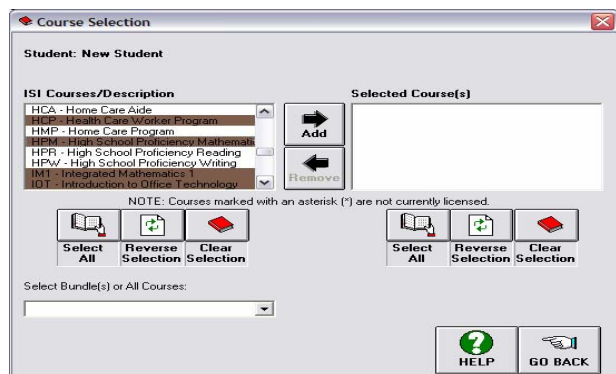 Course Selection
Student: New Student
ISI Courses/Description
Selected Course(s)
HCA - Home Care Aide
HCP - Health Care Worker Program
HMP - Home Care Program
HPM - High School Proficiency Mathemati
HPR - High School Proficiency Reading
HPW - High School Proficiency Writing
IM1 - Integrated Mathematics 1
IOT - Introduction to Office Technology
Add
Remove
NOTE: Courses marked with an asterisk (*) are not currently licensed.
Select All
Reverse Selection
Clear Selection
Select All
Reverse Selection
Clear Selection
Select Bundle(s) or All Courses:
HELP
GO BACK